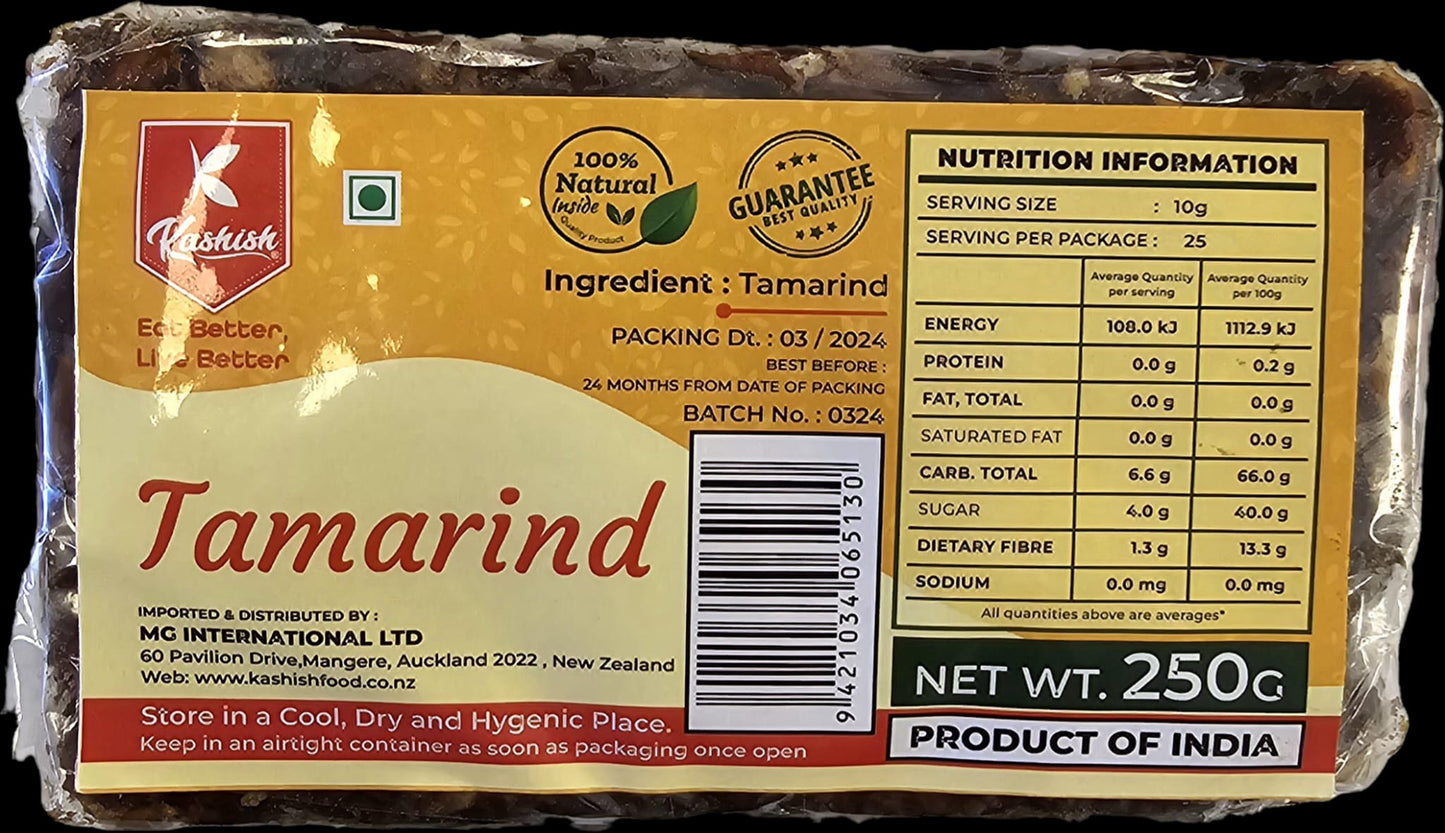 Kashish
Eat Better,
Live Better
100%
Natural
Inside
Quality Product
GUARANTEE
BEST QUALITY
Ingredient : Tamarind
PACKING Dt. : 03 / 2024
BEST BEFORE :
24 MONTHS FROM DATE OF PACKING
BATCH No. : 0324
Tamarind
IMPORTED & DISTRIBUTED BY :
MG INTERNATIONAL LTD
60 Pavilion Drive,Mangere, Auckland 2022 , New Zealand
Web: www.kashishfood.co.nz
Store in a Cool, Dry and Hygenic Place.
Keep in an airtight container as soon as packaging once open
9 421034 065130
NUTRITION INFORMATION
SERVING SIZE : 10g
SERVING PER PACKAGE : 25
Average Quantity per serving Average Quantity per 100g
ENERGY 108.0 kJ 1112.9 kJ
PROTEIN 0.0 g 0.2 g
FAT, TOTAL 0.0 g 0.0 g
SATURATED FAT 0.0 g 0.0 g
CARB. TOTAL 6.6 g 66.0 g
SUGAR 4.0 g 40.0 g
DIETARY FIBRE 1.3 g 13.3 g
SODIUM 0.0 mg 0.0 mg
All quantities above are averages*
NET WT. 250G
PRODUCT OF INDIA